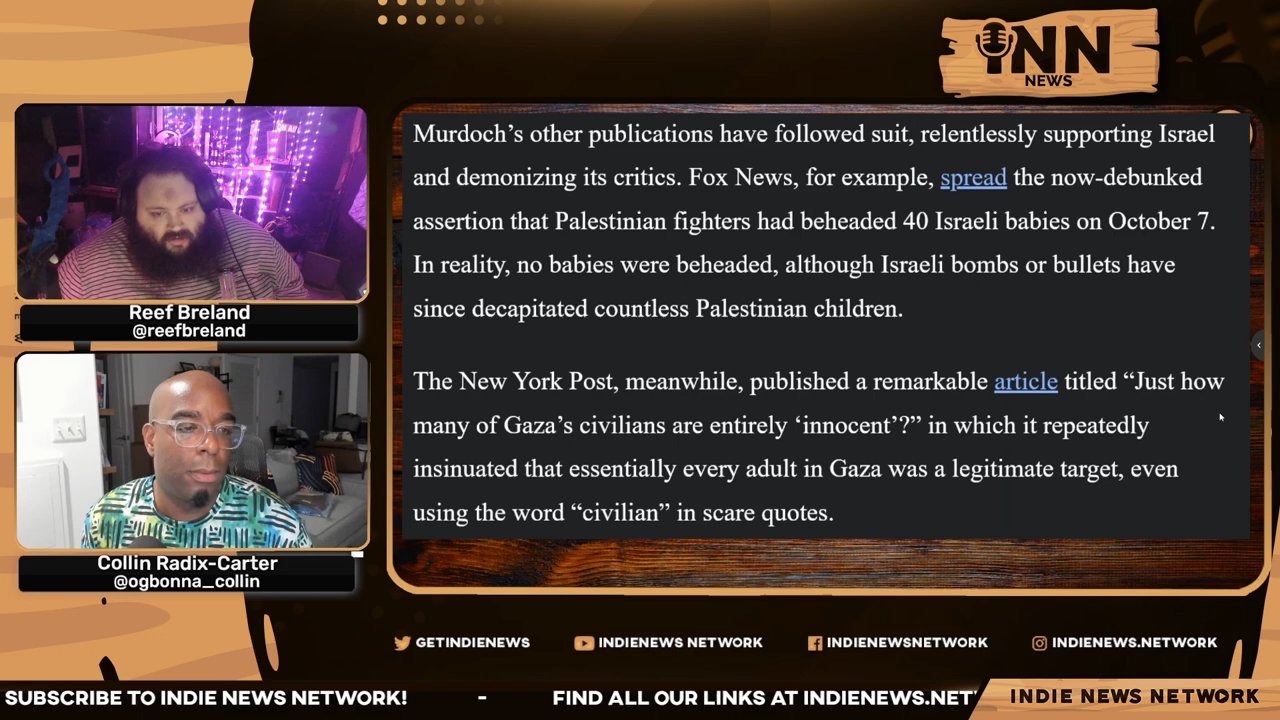 INN
NEWS
Murdoch’s other publications have followed suit, relentlessly supporting Israel
and demonizing its critics. Fox News, for example, spread the now-debunked
assertion that Palestinian fighters had beheaded 40 Israeli babies on October 7.
In reality, no babies were beheaded, although Israeli bombs or bullets have
since decapitated countless Palestinian children.
The New York Post, meanwhile, published a remarkable article titled “Just how
many of Gaza’s civilians are entirely ‘innocent’?” in which it repeatedly
insinuated that essentially every adult in Gaza was a legitimate target, even
using the word “civilian” in scare quotes.
Reef Breland
@reefbreland
Collin Radix-Carter
@ogbonna_collin
GETINDIENEWS
INDIENEWS NETWORK
INDIENEWSNETWORK
INDIENEWS.NETWORK
SUBSCRIBE TO INDIE NEWS NETWORK! - FIND ALL OUR LINKS AT INDIENEWS.NET
INDIE NEWS NETWORK